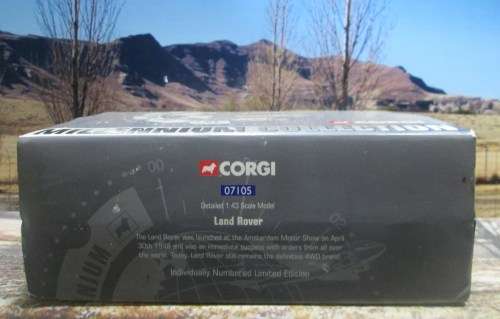 MILLENNIUM COLLECTION
CORGI
07105
Detailed 1:43 Scale Model
Land Rover
The Land Rover was launched at the Amsterdam Motor Show on April
30th 1948 and was an immediate success with orders from all over
the world. Today, Land Rover still remains the definitive 4WD brand
Individually Numbered Limited Edition
00